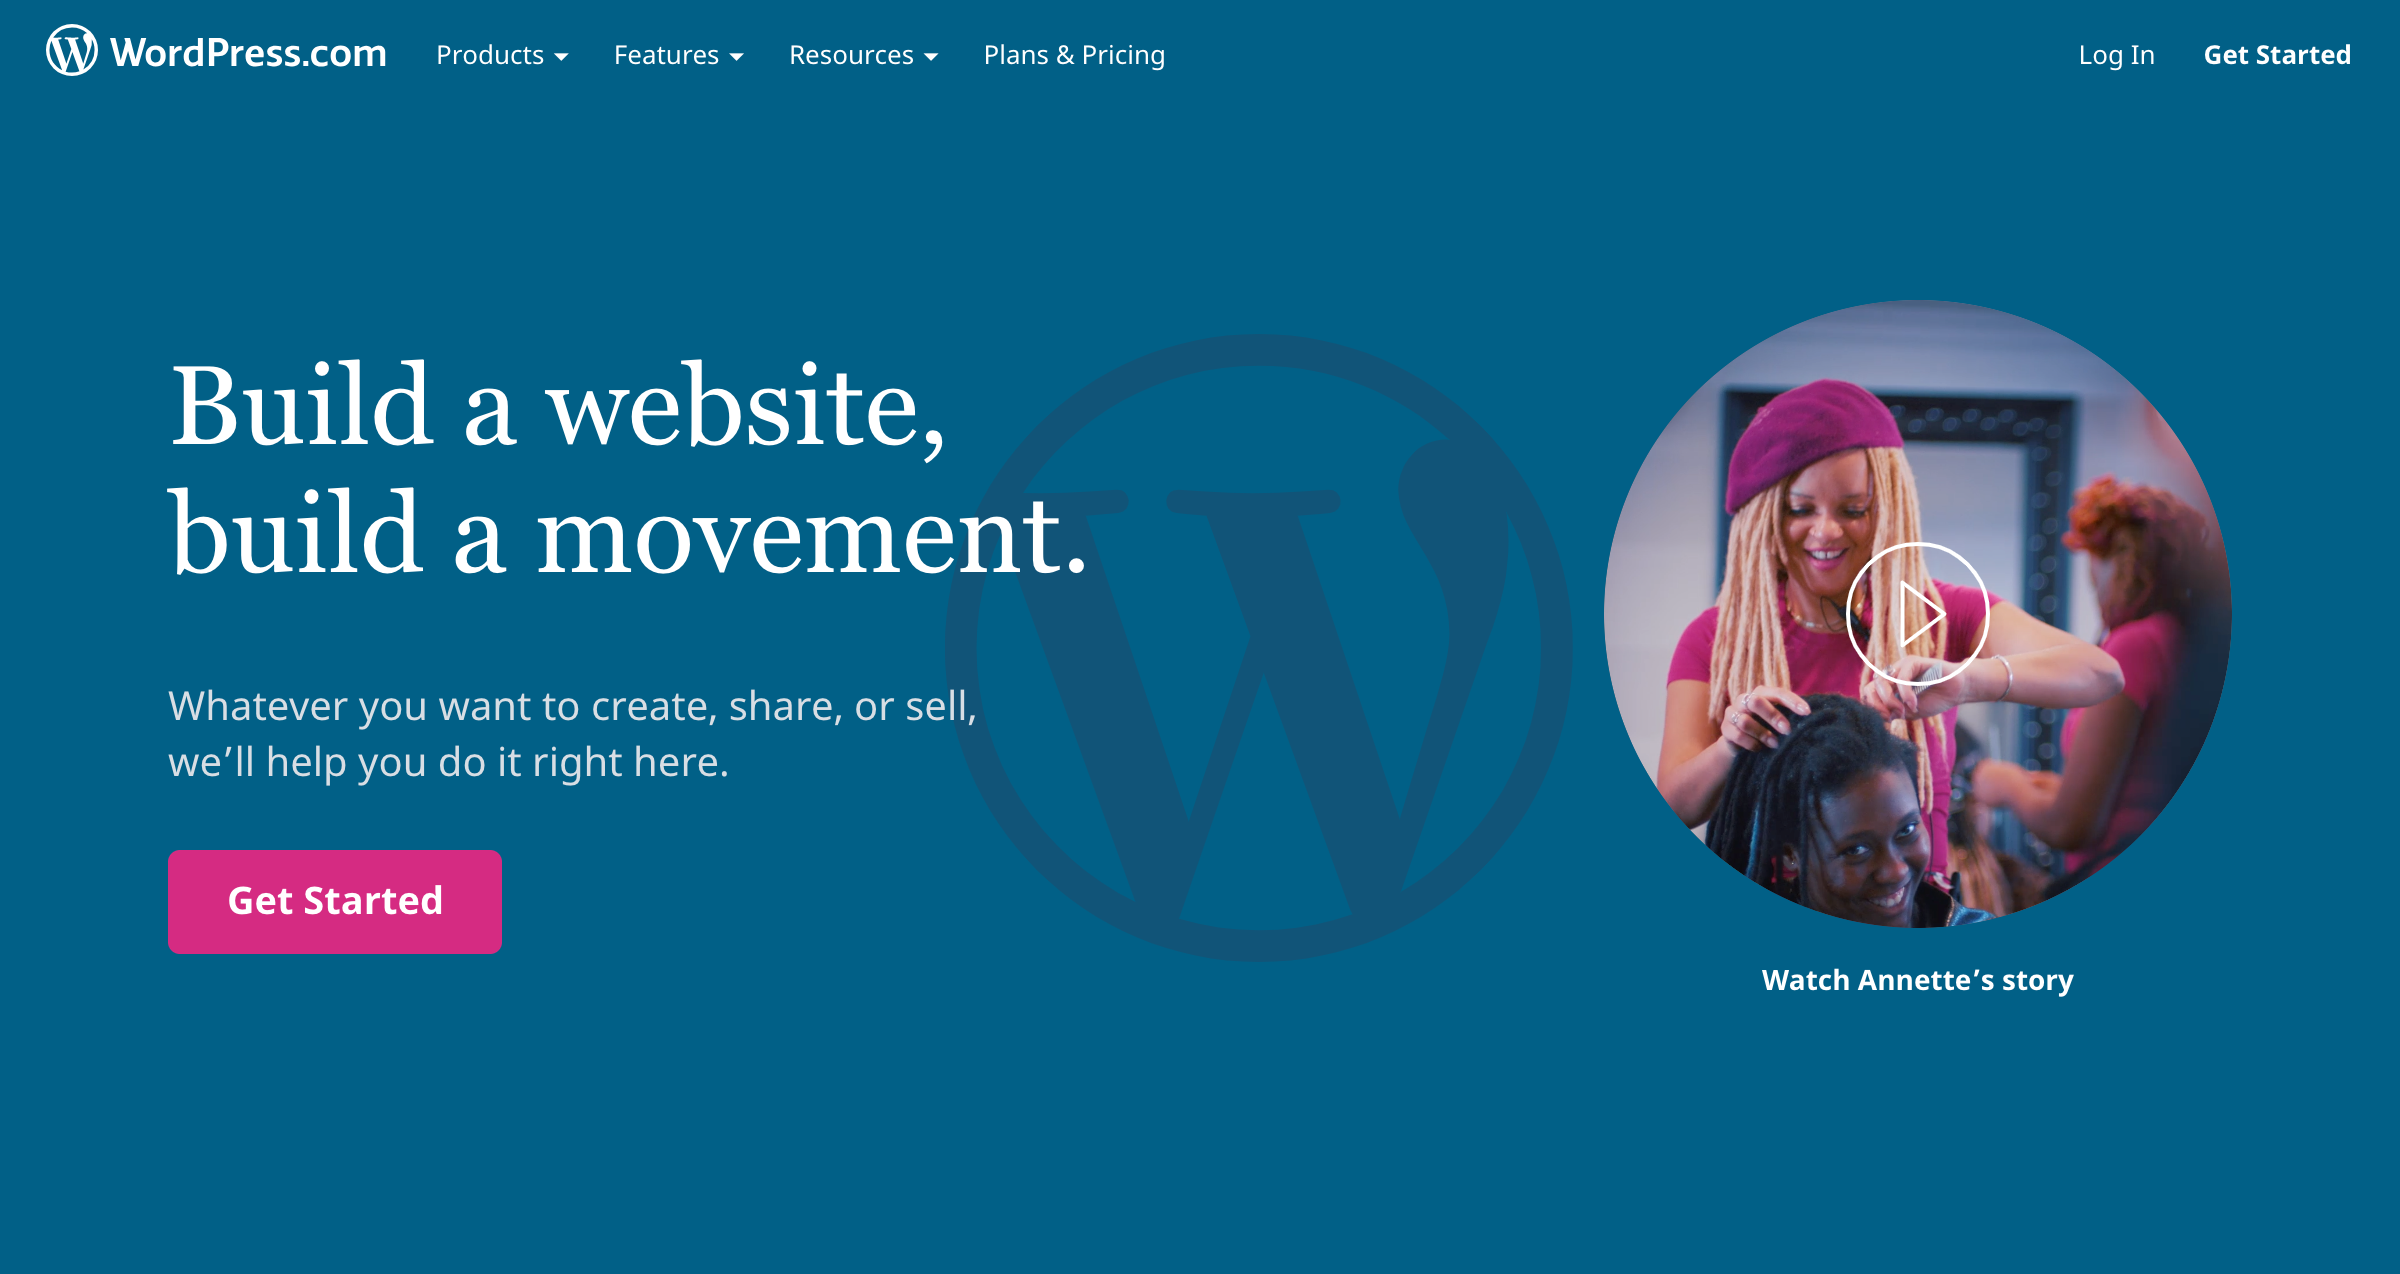 WordPress.com Products Features Resources Plans & Pricing Log In Get Started
Build a website,
build a movement.
Whatever you want to create, share, or sell,
we’ll help you do it right here.
Get Started
Watch Annette’s story